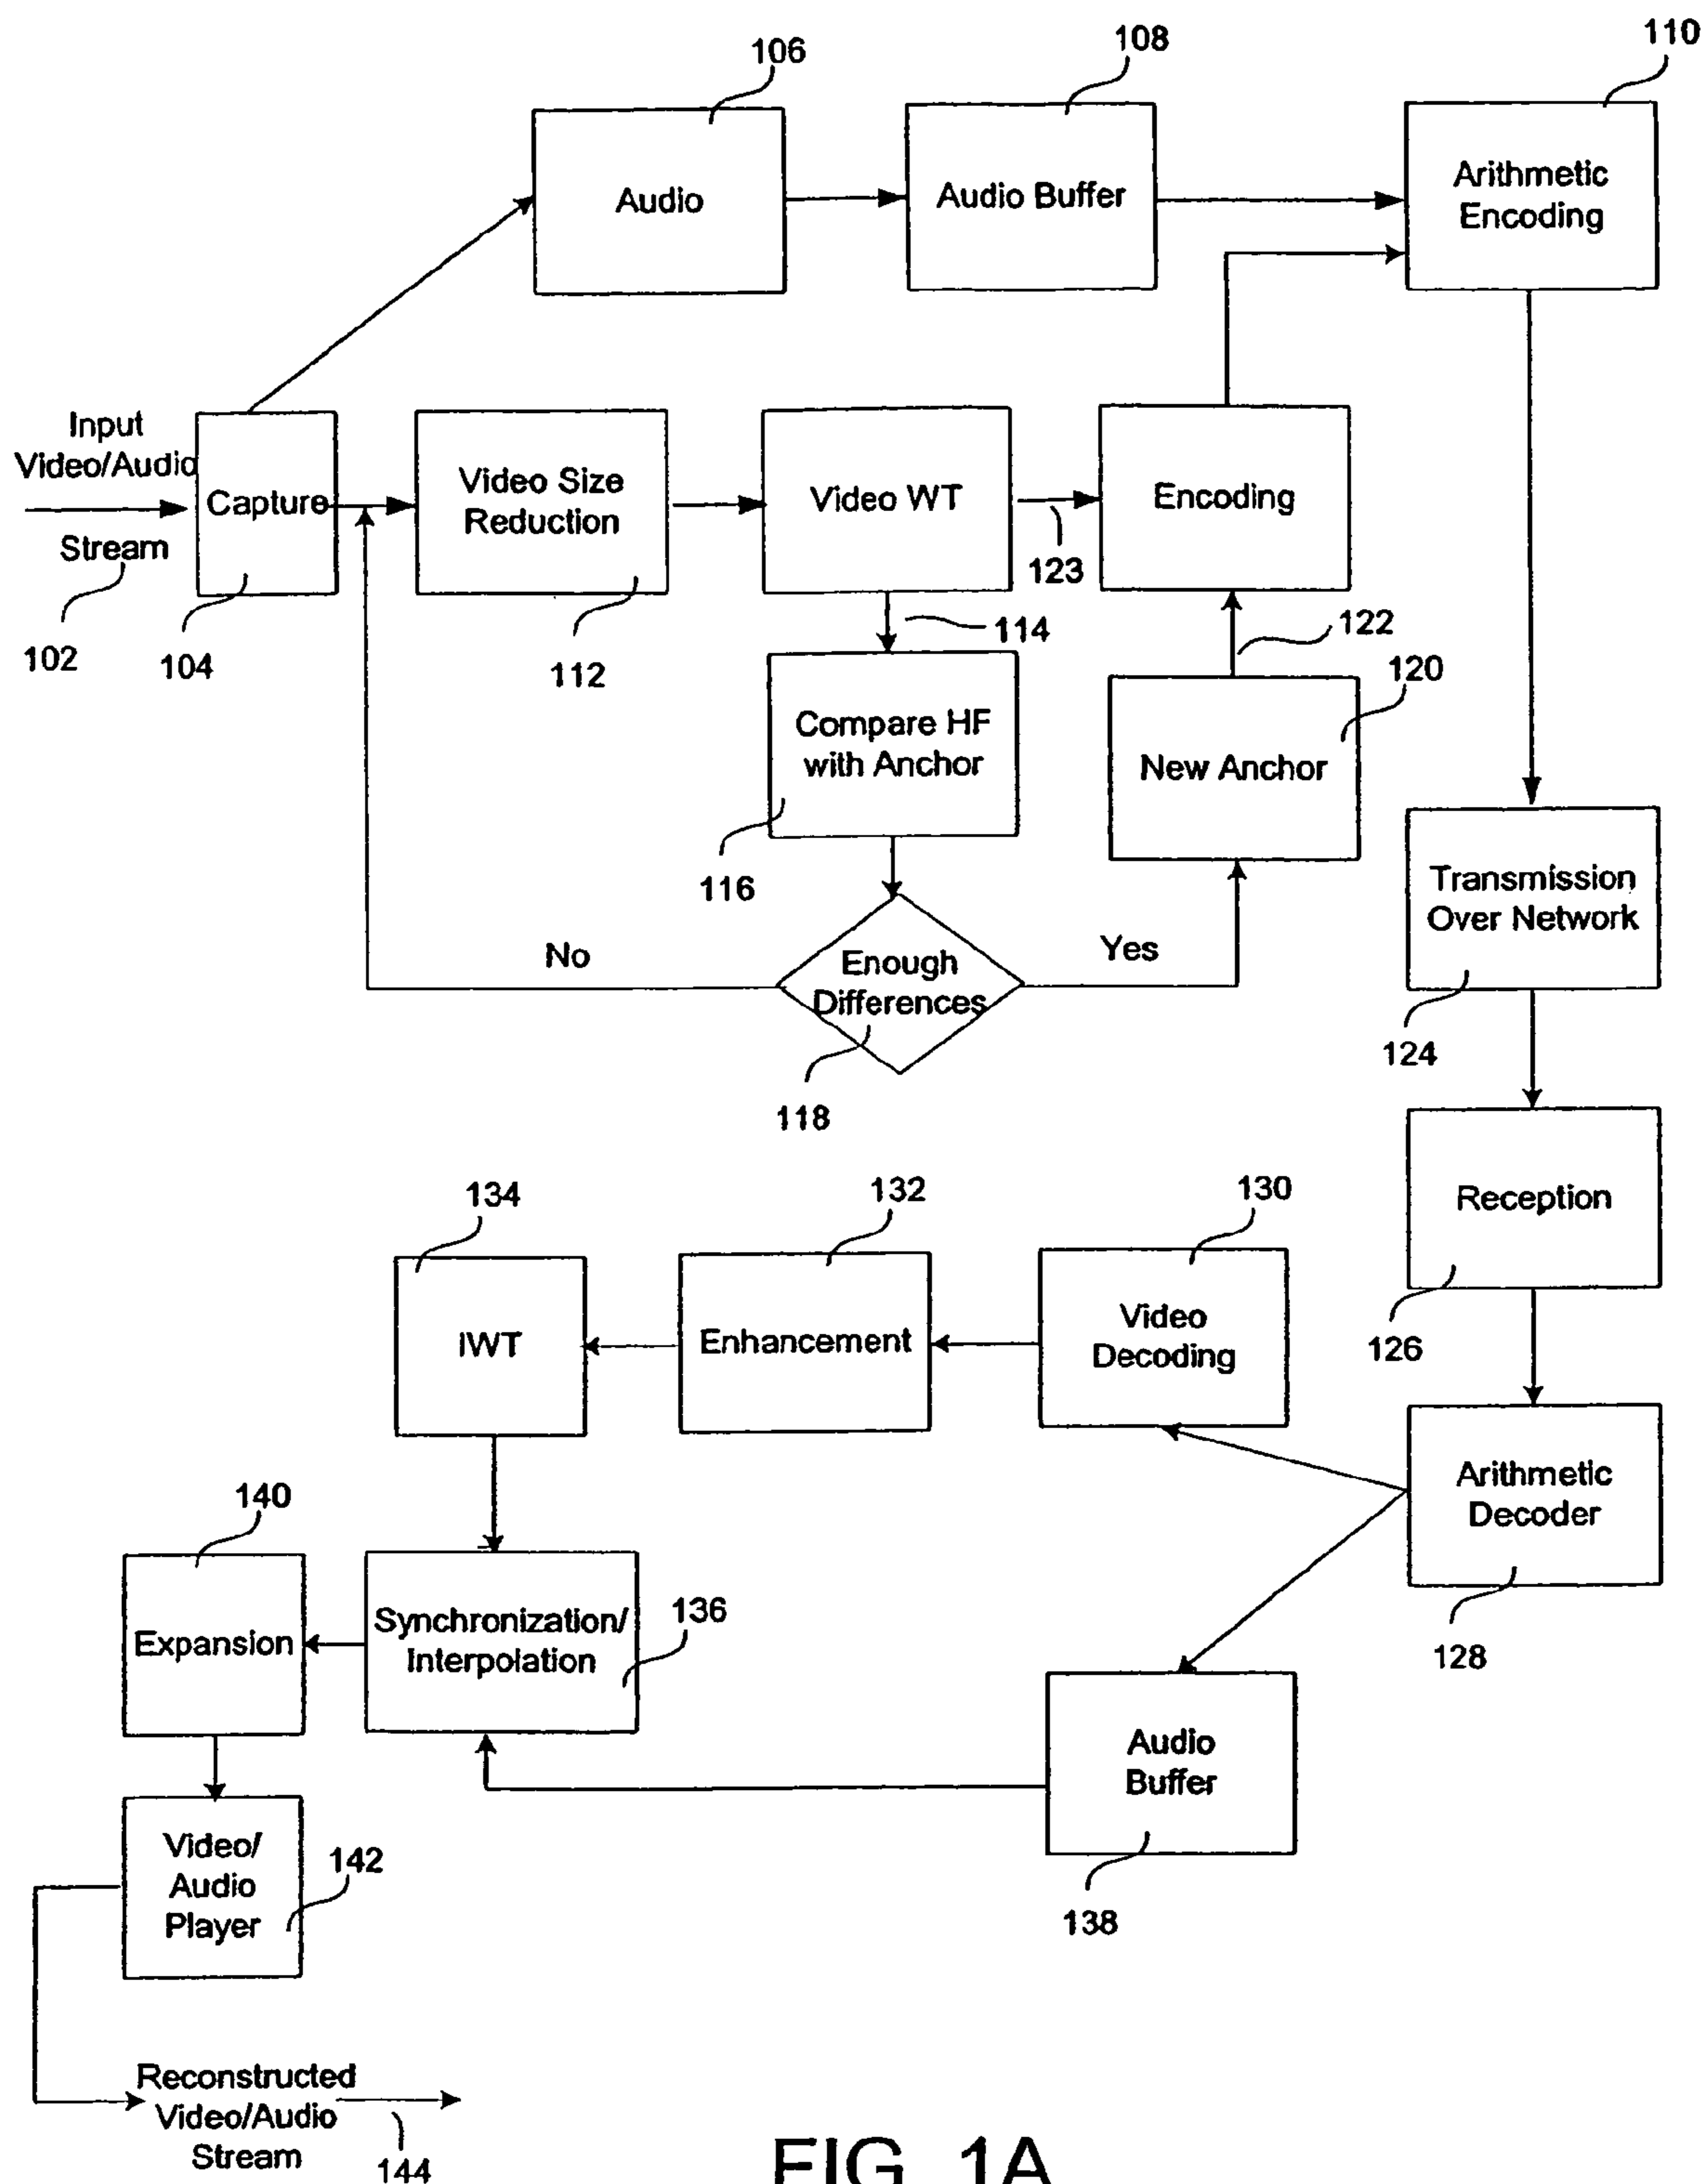 106
108
110
Audio
Audio Buffer
Arithmetic
Encoding
Input
Video/Audio
Stream
102
Capture
104
Video Size
Reduction
112
Video WT
123
Encoding
114
122
120
Compare HF
with Anchor
116
New Anchor
Transmission
Over Network
124
No
Enough
Differences
Yes
118
Reception
126
134
132
130
IWT
Enhancement
Video
Decoding
Arithmetic
Decoder
128
140
Expansion
Synchronization/
Interpolation
136
Audio
Buffer
138
Video/
Audio
Player
142
Reconstructed
Video/Audio
Stream
144
FIG. 1A